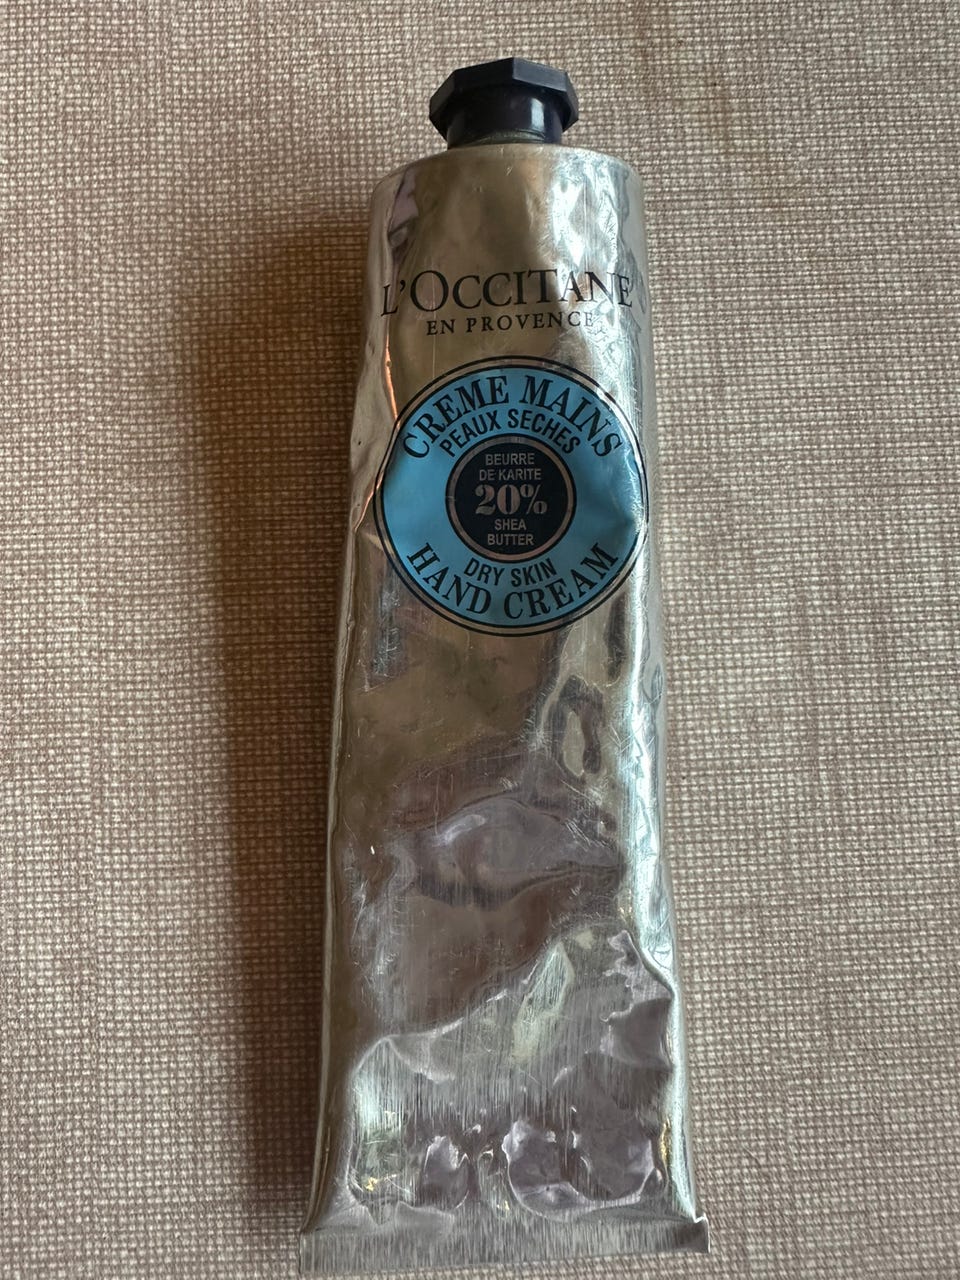 L'OCCITANE
EN PROVENCE
CREME MAINS
PEAUX SECHES
BEURRE
DE KARITE
20%
SHEA
BUTTER
DRY SKIN
HAND CREAM